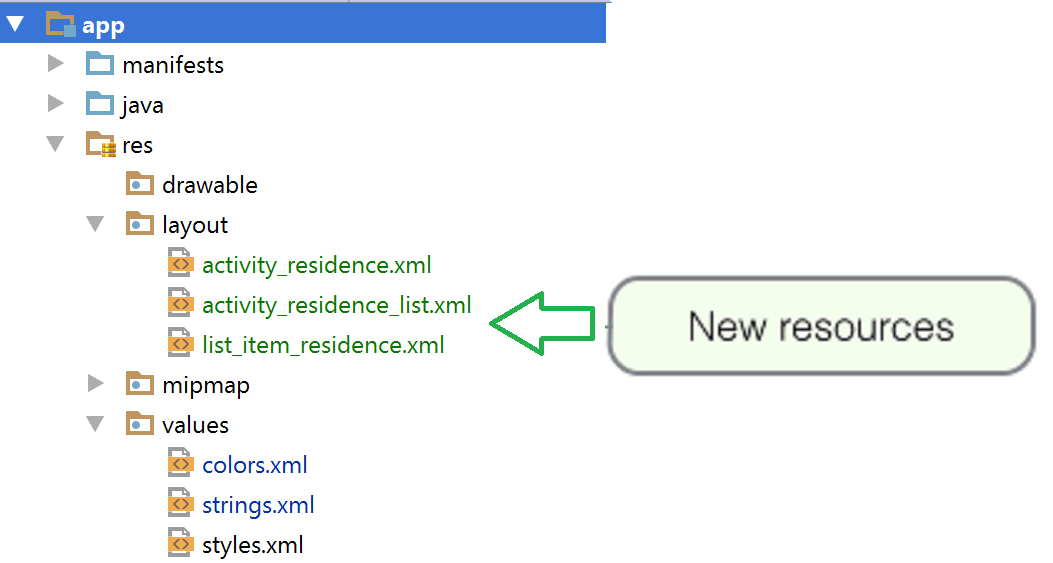 app
manifests
java
res
drawable
layout
activity_residence.xml
activity_residence_list.xml
list_item_residence.xml
New resources
mipmap
values
colors.xml
strings.xml
styles.xml